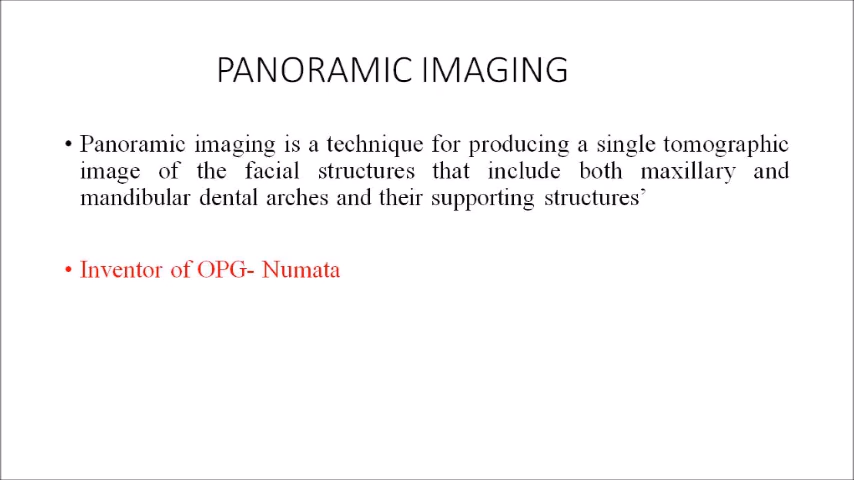 PANORAMIC IMAGING
• Panoramic imaging is a technique for producing a single tomographic
image of the facial structures that include both maxillary and
mandibular dental arches and their supporting structures’
• Inventor of OPG- Numata